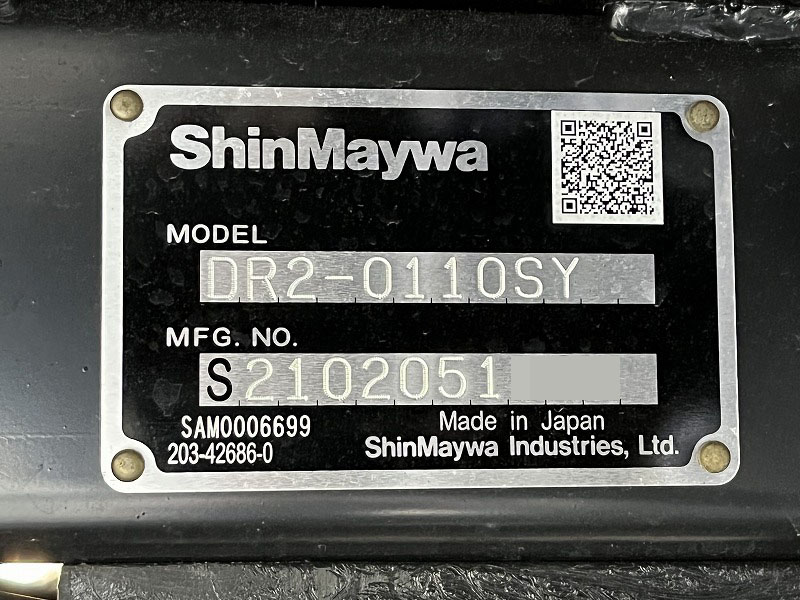 ShinMaywa
MODEL
DR2-0110SY
MFG. NO.
S2102051
SAM0006699
203-42686-0
Made in Japan
ShinMaywa Industries, Ltd.